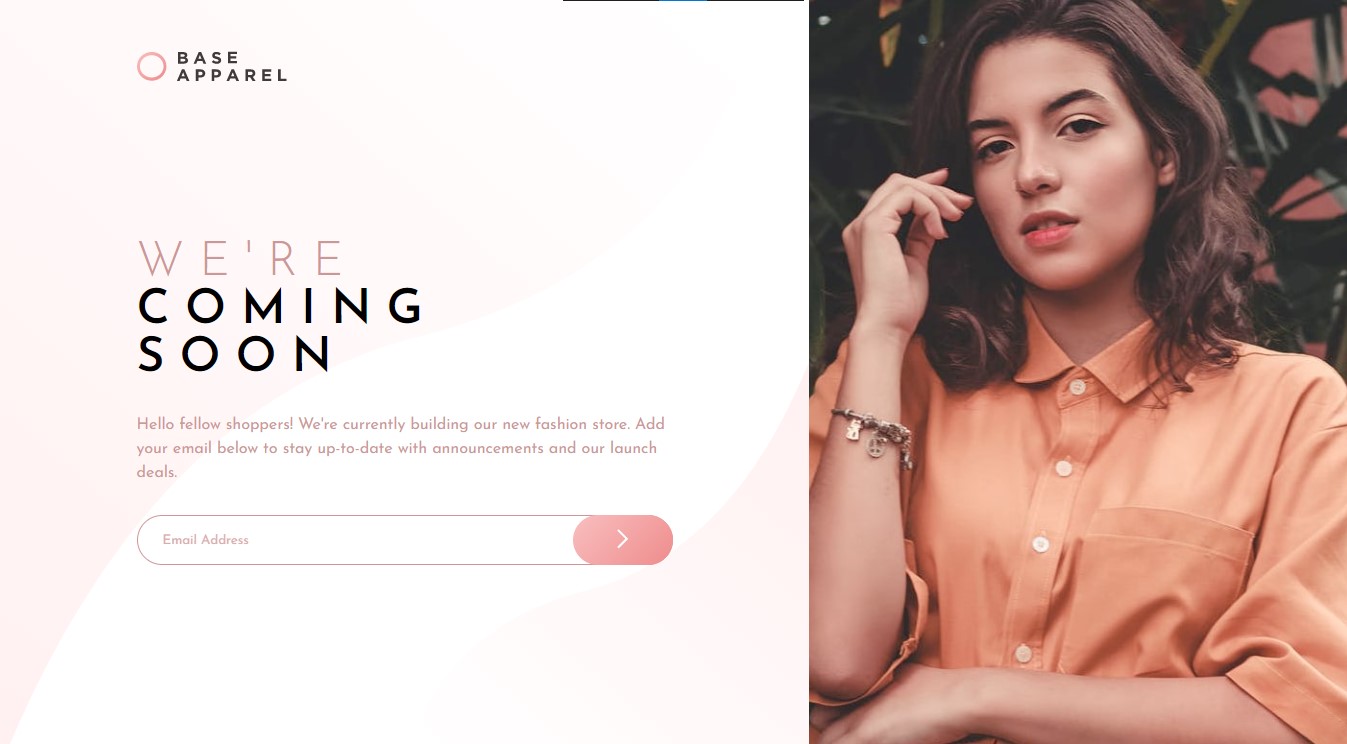 BASE
APPAREL
WE'RE
COMING
SOON
Hello fellow shoppers! We're currently building our new fashion store. Add
your email below to stay up-to-date with announcements and our launch
deals.
Email Address